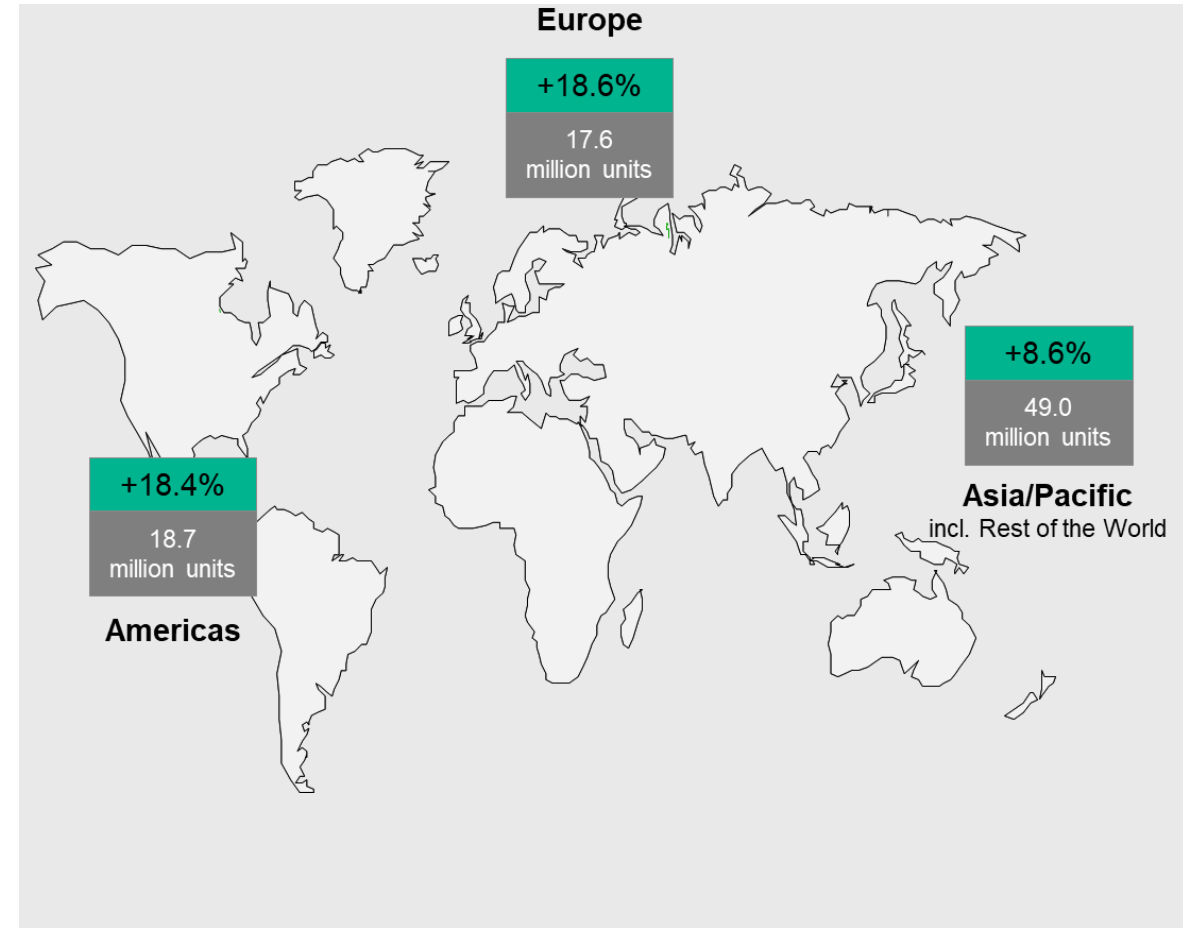 Europe
+18.6%
17.6
million units
+8.6%
49.0
million units
Asia/Pacific
incl. Rest of the World
+18.4%
18.7
million units
Americas